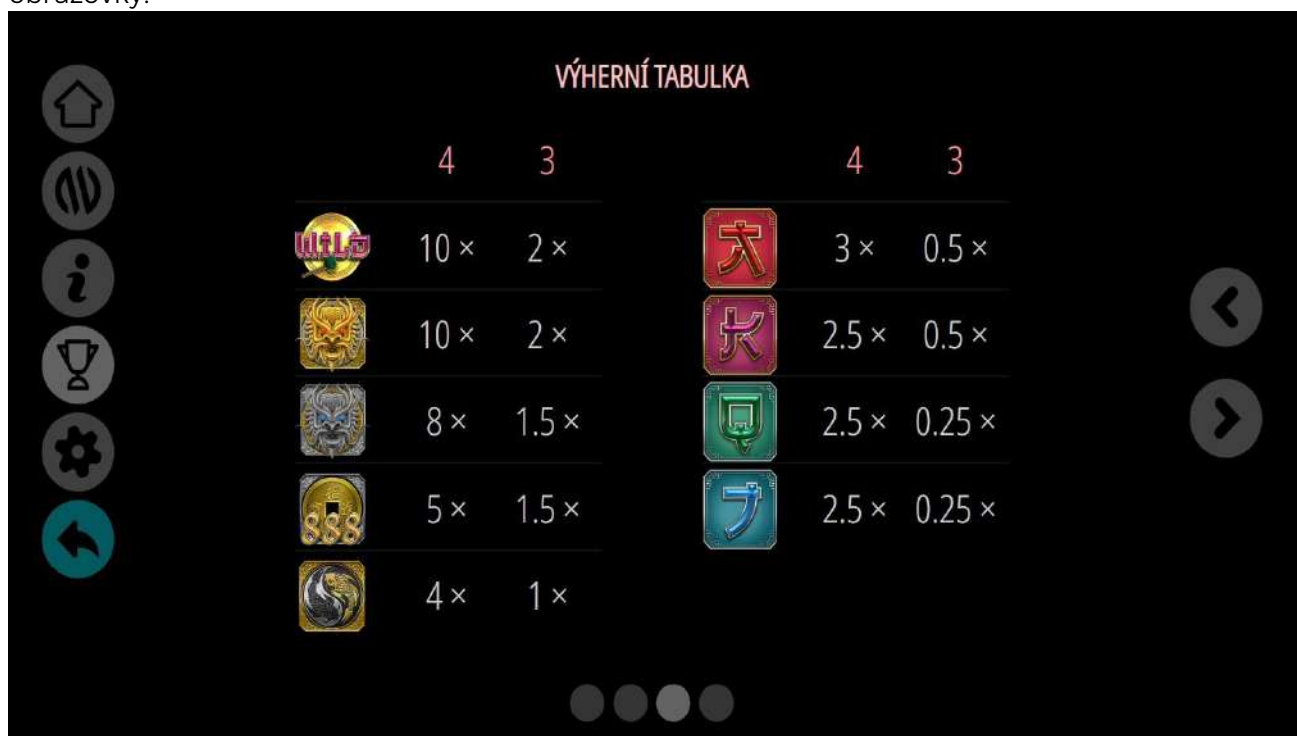 obrazovky.
VÝHERNÍ TABULKA
4 3
4 3
WILD 10 × 2 ×
10 × 2 ×
8 × 1.5 ×
888 5 × 1.5 ×
4 × 1 ×
3 × 0.5 ×
K 2.5 × 0.5 ×
Q 2.5 × 0.25 ×
J 2.5 × 0.25 ×